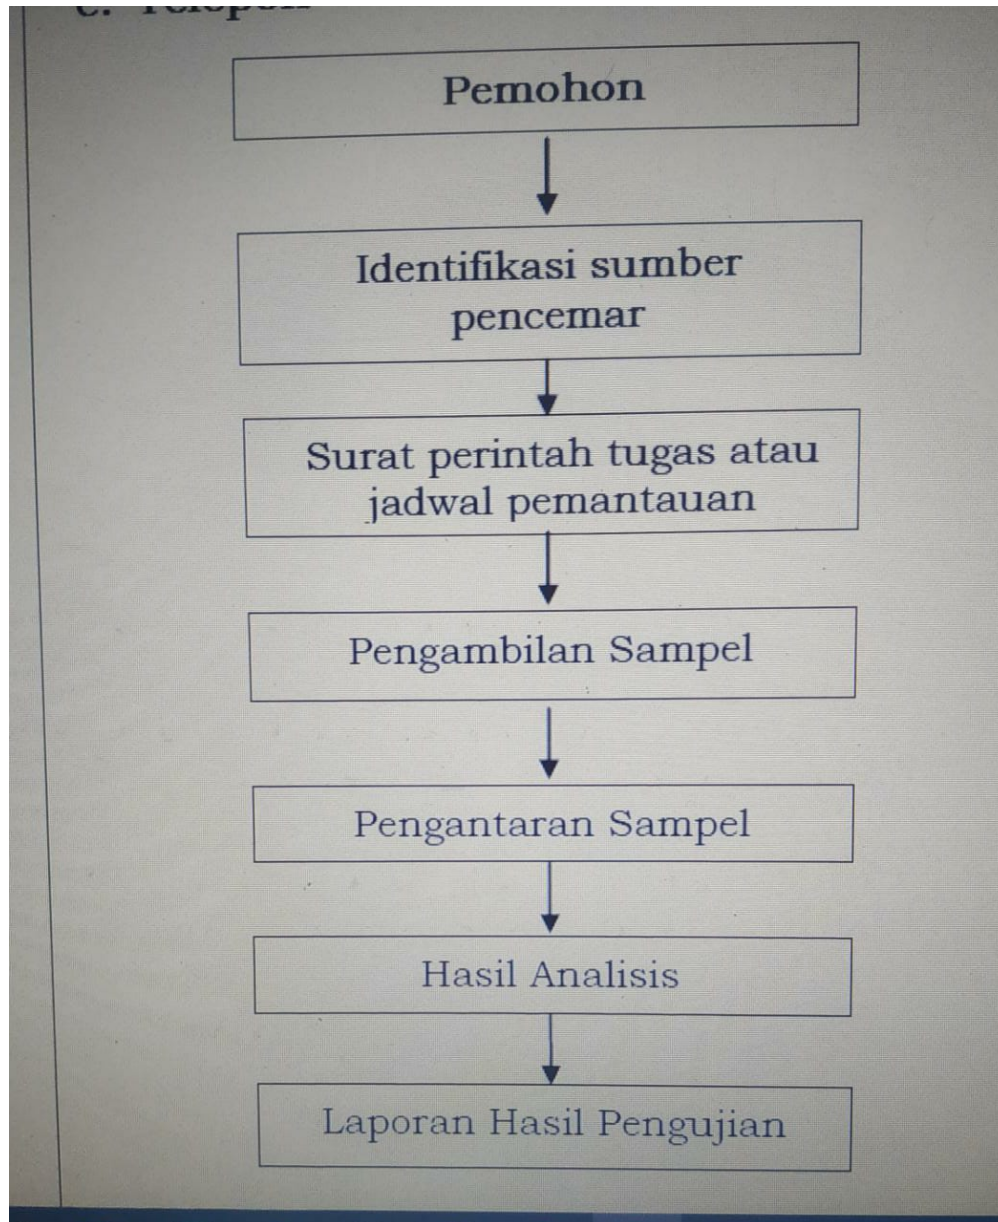 Pemohon
Identifikasi sumber
pencemar
Surat perintah tugas atau
jadwal pemantauan
Pengambilan Sampel
Pengantaran Sampel
Hasil Analisis
Laporan Hasil Pengujian